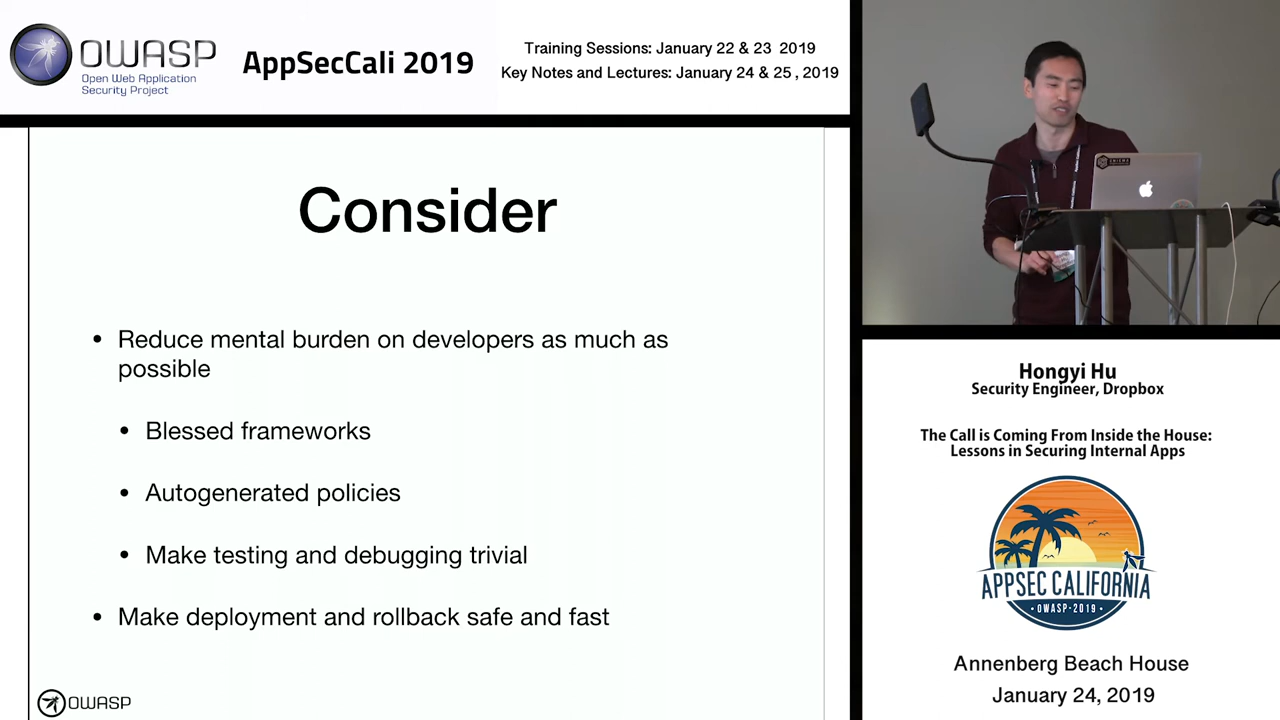 OWASP
Open Web Application
Security Project
AppSecCali 2019
Training Sessions: January 22 & 23 2019
Key Notes and Lectures: January 24 & 25 , 2019
Consider
• Reduce mental burden on developers as much as
possible
• Blessed frameworks
• Autogenerated policies
• Make testing and debugging trivial
• Make deployment and rollback safe and fast
OWASP
Hongyi Hu
Security Engineer, Dropbox
The Call is Coming From Inside the House:
Lessons in Securing Internal Apps
APPSEC CALIFORNIA
• OWASP-2019 •
Annenberg Beach House
January 24, 2019